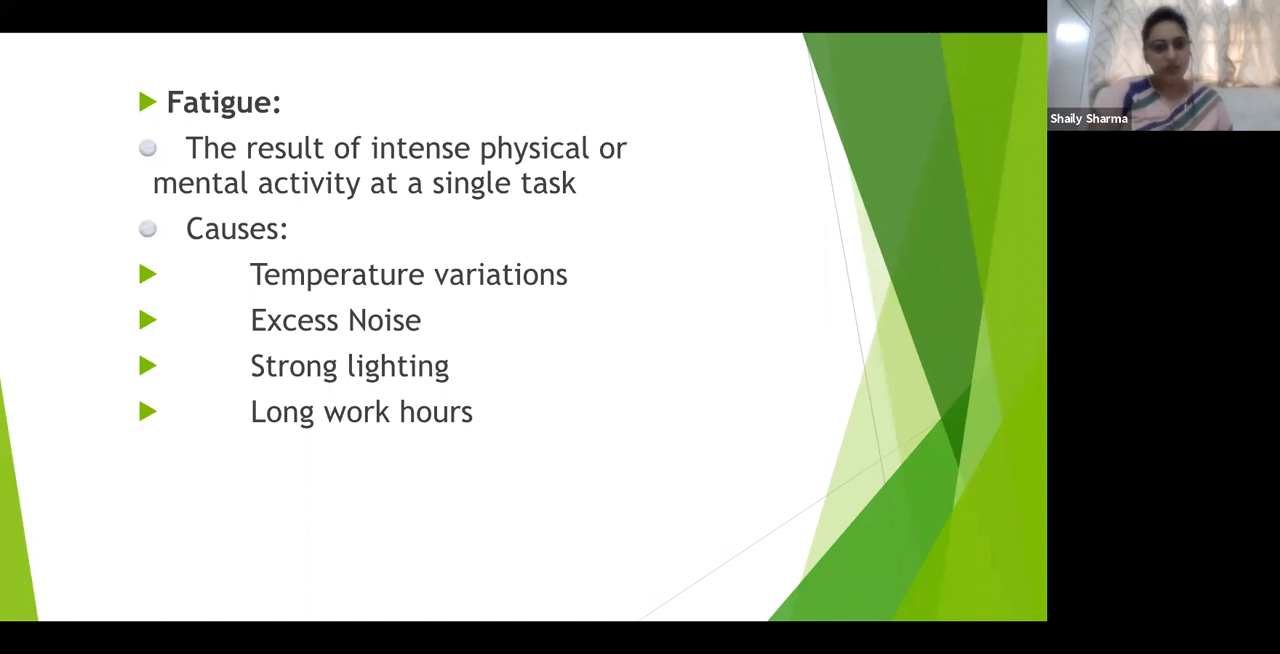 Fatigue:
The result of intense physical or
mental activity at a single task
Causes:
Temperature variations
Excess Noise
Strong lighting
Long work hours
Shaily Sharma